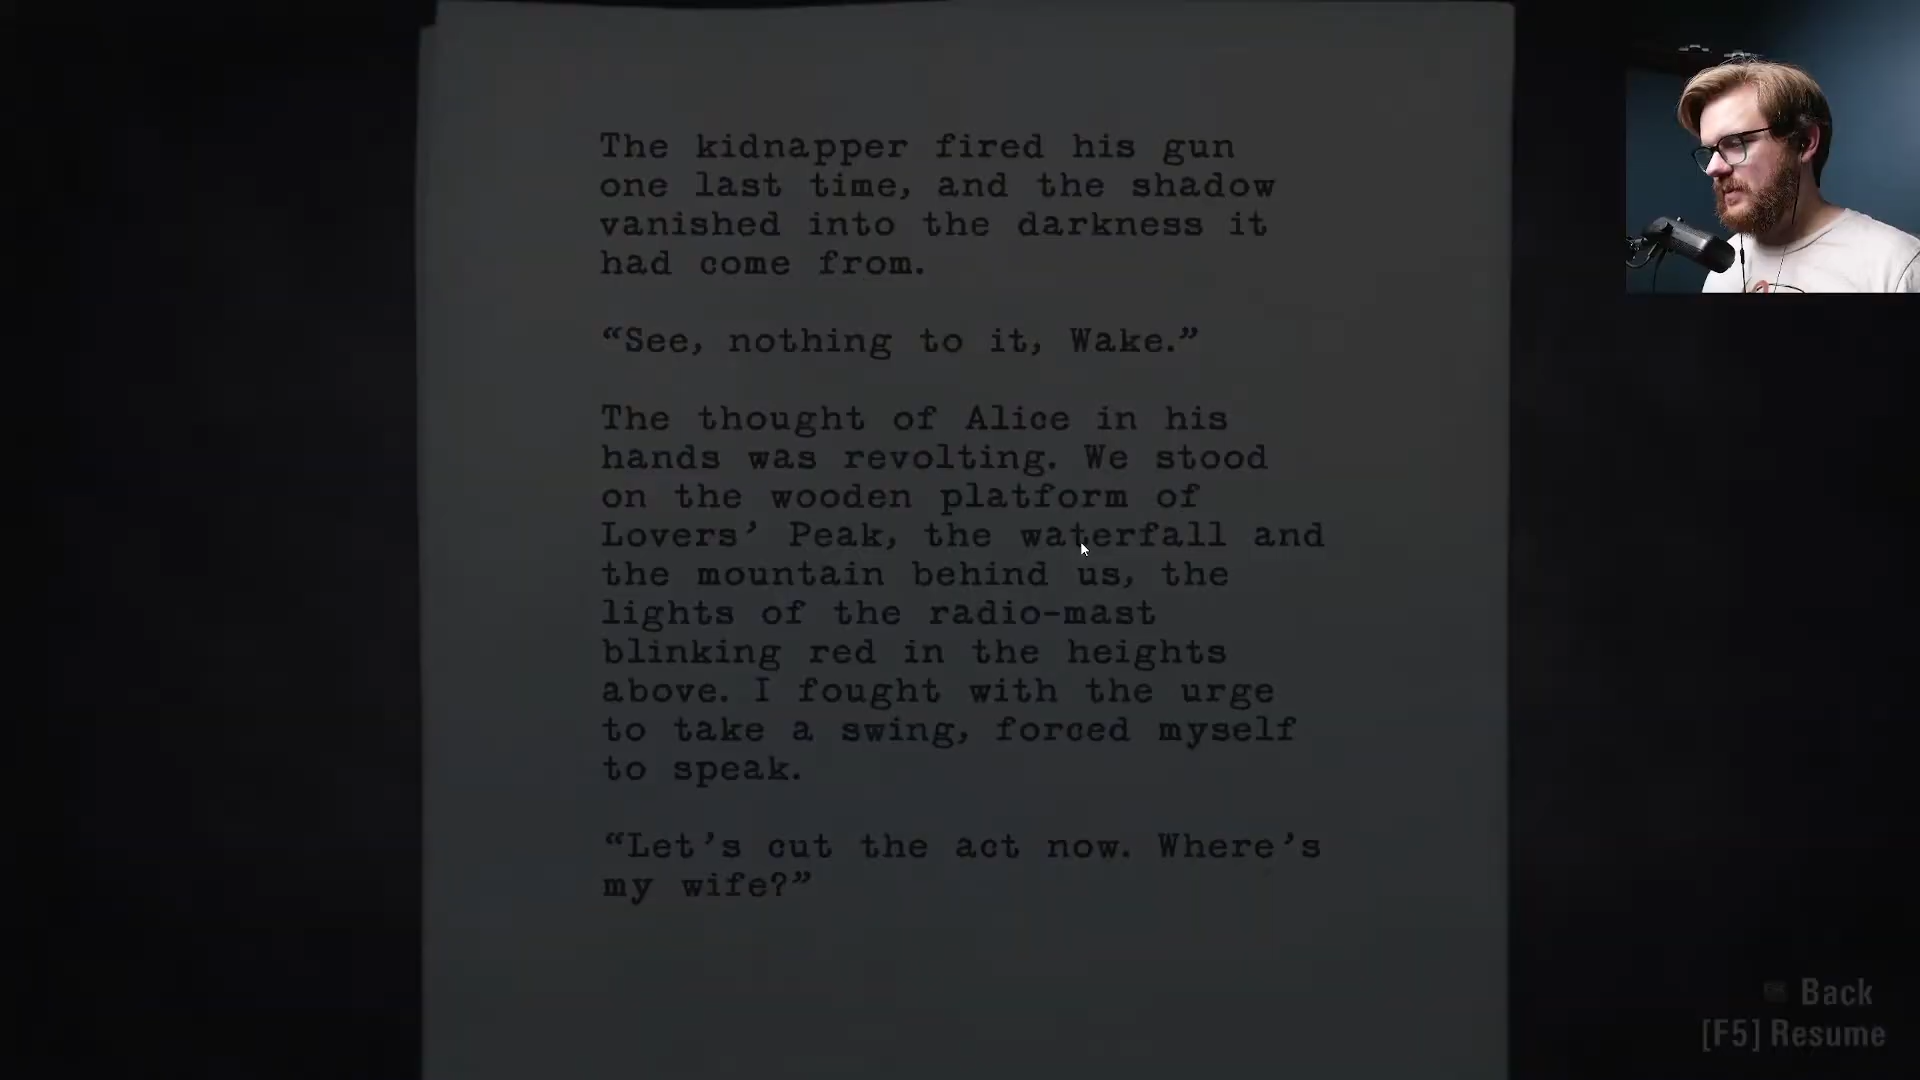 The kidnapper fired his gun
one last time, and the shadow
vanished into the darkness it
had come from.
“See, nothing to it, Wake.”
The thought of Alice in his
hands was revolting. We stood
on the wooden platform of
Lovers’ Peak, the waterfall and
the mountain behind us, the
lights of the radio-mast
blinking red in the heights
above. I fought with the urge
to take a swing, forced myself
to speak.
“Let’s cut the act now. Where’s
my wife?”
Back
[F5] Resume